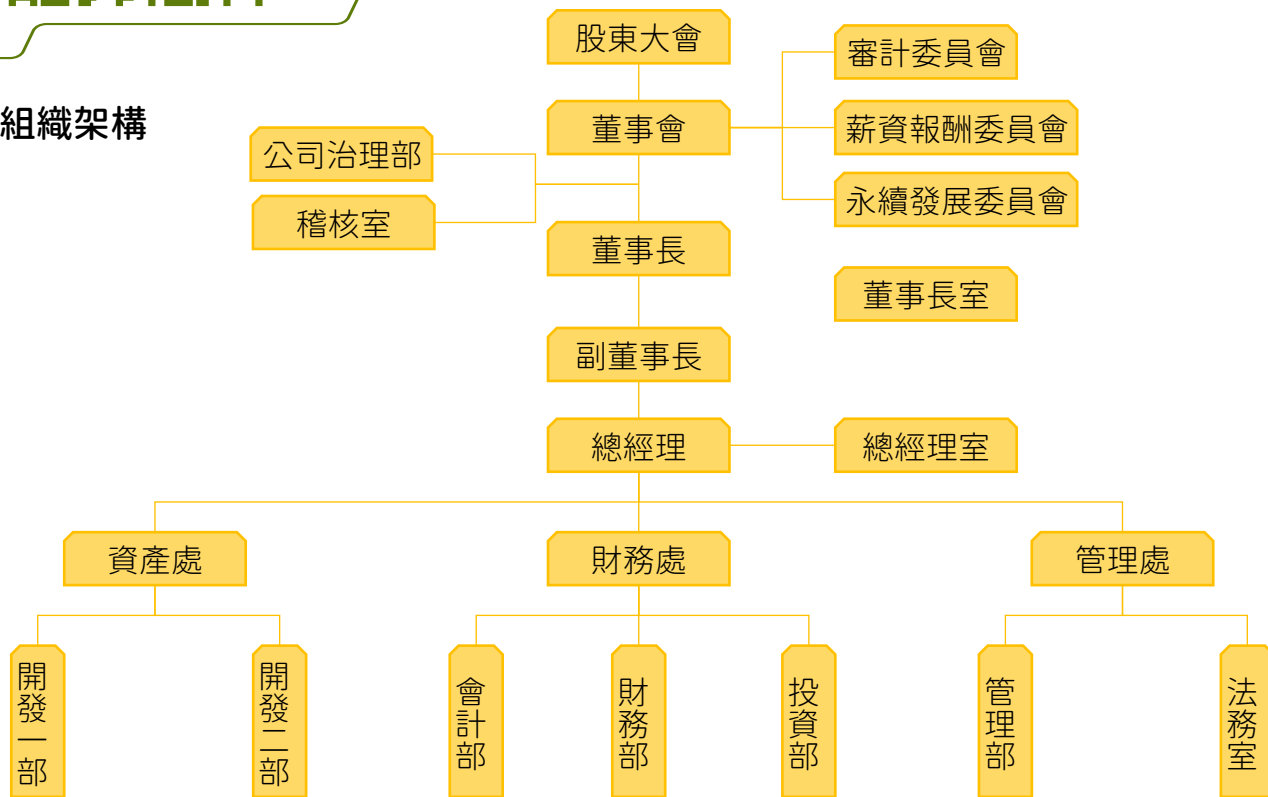 組織架構
股東大會
審計委員會
董事會
薪資報酬委員會
公司治理部
永續發展委員會
稽核室
董事長
董事長室
副董事長
總經理
總經理室
資產處
財務處
管理處
開發一部
開發二部
會計部
財務部
投資部
管理部
法務室